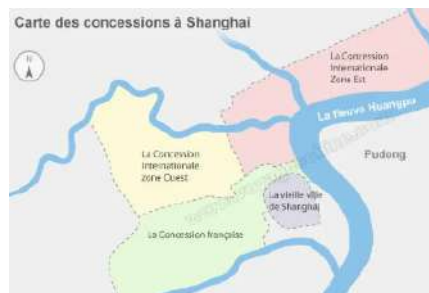 Carte des concessions à Shanghai
N
La Concession
Internationale
Zone Est
La fleuve Huangpu
Pudong
La Concession
Internationale
zone Ouest
La vieille ville
de Shanghai
La Concession française